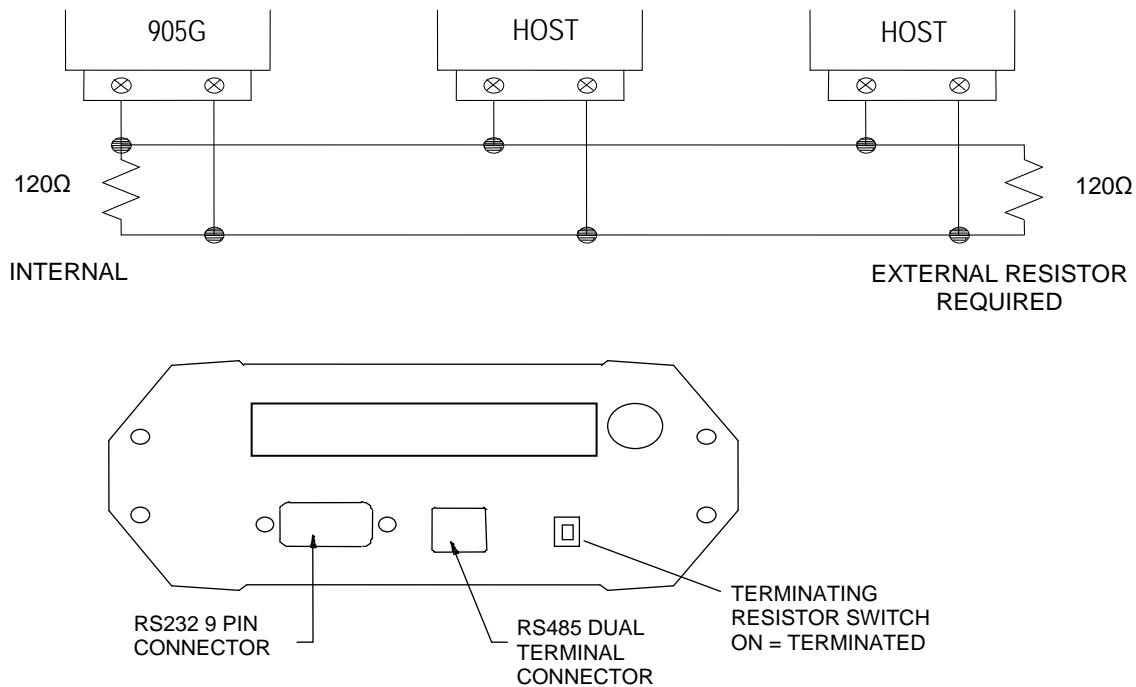 905G
HOST
HOST
120Ω
120Ω
INTERNAL
EXTERNAL RESISTOR
REQUIRED
RS232 9 PIN
CONNECTOR
RS485 DUAL
TERMINAL
CONNECTOR
TERMINATING
RESISTOR SWITCH
ON = TERMINATED